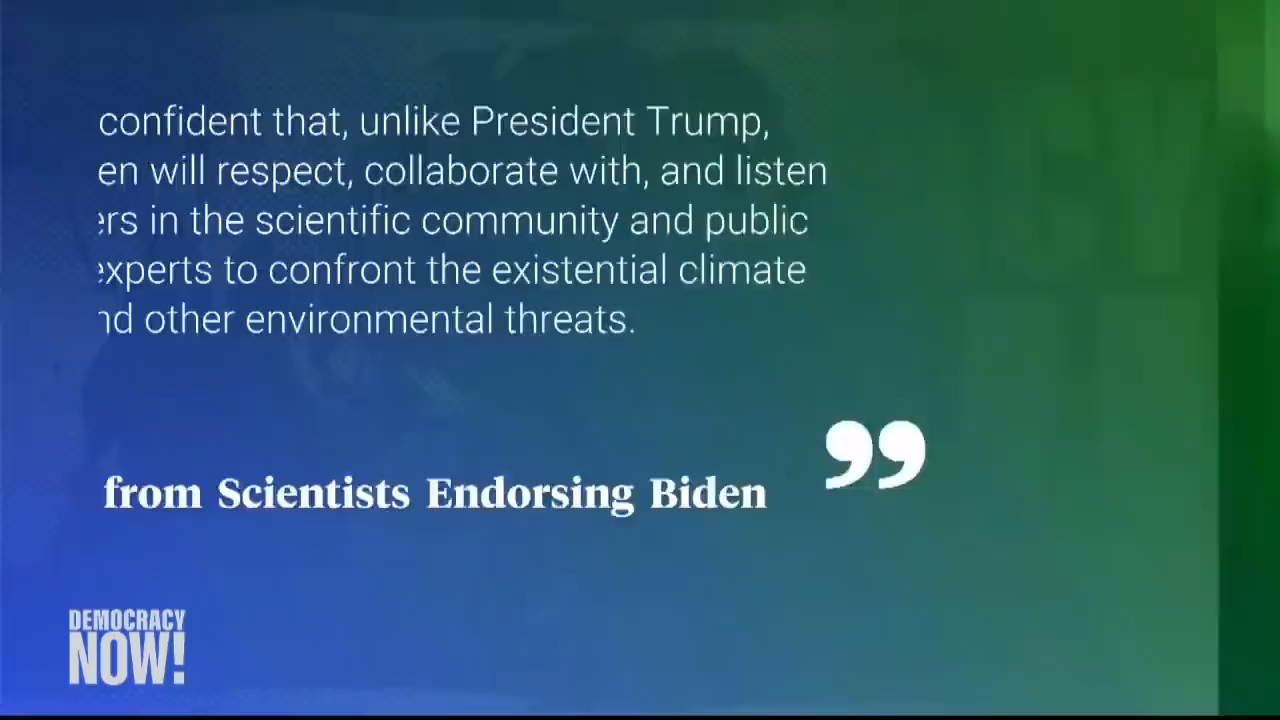 confident that, unlike President Trump,
en will respect, collaborate with, and listen
rs in the scientific community and public
experts to confront the existential climate
nd other environmental threats.
from Scientists Endorsing Biden
”
DEMOCRACY
NOW!